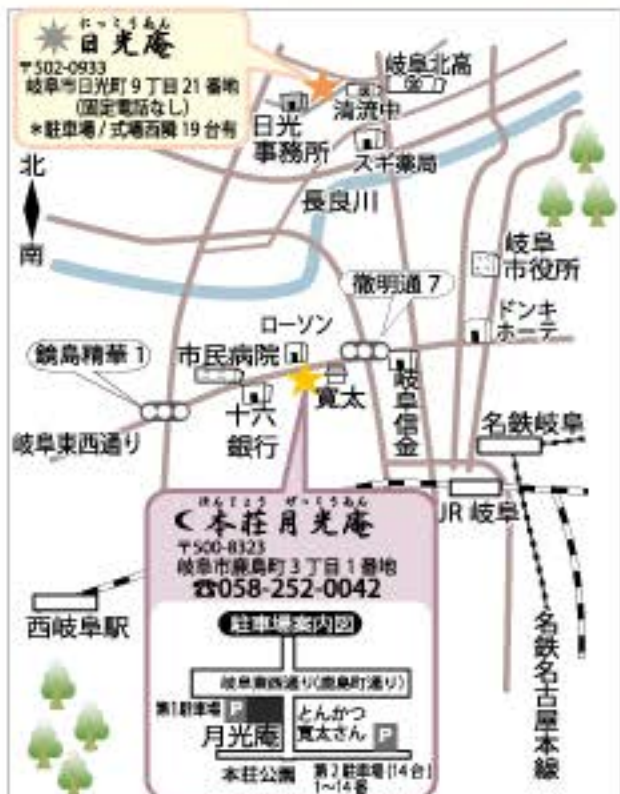 にっこうあん
日光庵
〒502-0933
岐阜市日光町9丁目21番地
(固定電話なし)
*駐車場/式場西隣19台有
岐阜北高
清流中
日光
事務所
スギ薬局
北
南
長良川
岐阜
市役所
徹明通7
ドンキ
ホーテ
ローソン
鏡島精華1
市民病院
寛太
岐阜信金
十六
銀行
岐阜東西通り
名鉄岐阜
JR岐阜
ほんじょう げっこうあん
本荘月光庵
〒500-8323
岐阜市鹿島町3丁目1番地
☎058-252-0042
西岐阜駅
名鉄名古屋本線
駐車場案内図
岐阜東西通り(鹿島町通り)
第1駐車場 P
月光庵
とんかつ
寛太さん P
本荘公園
第2駐車場(14台)
1〜14番